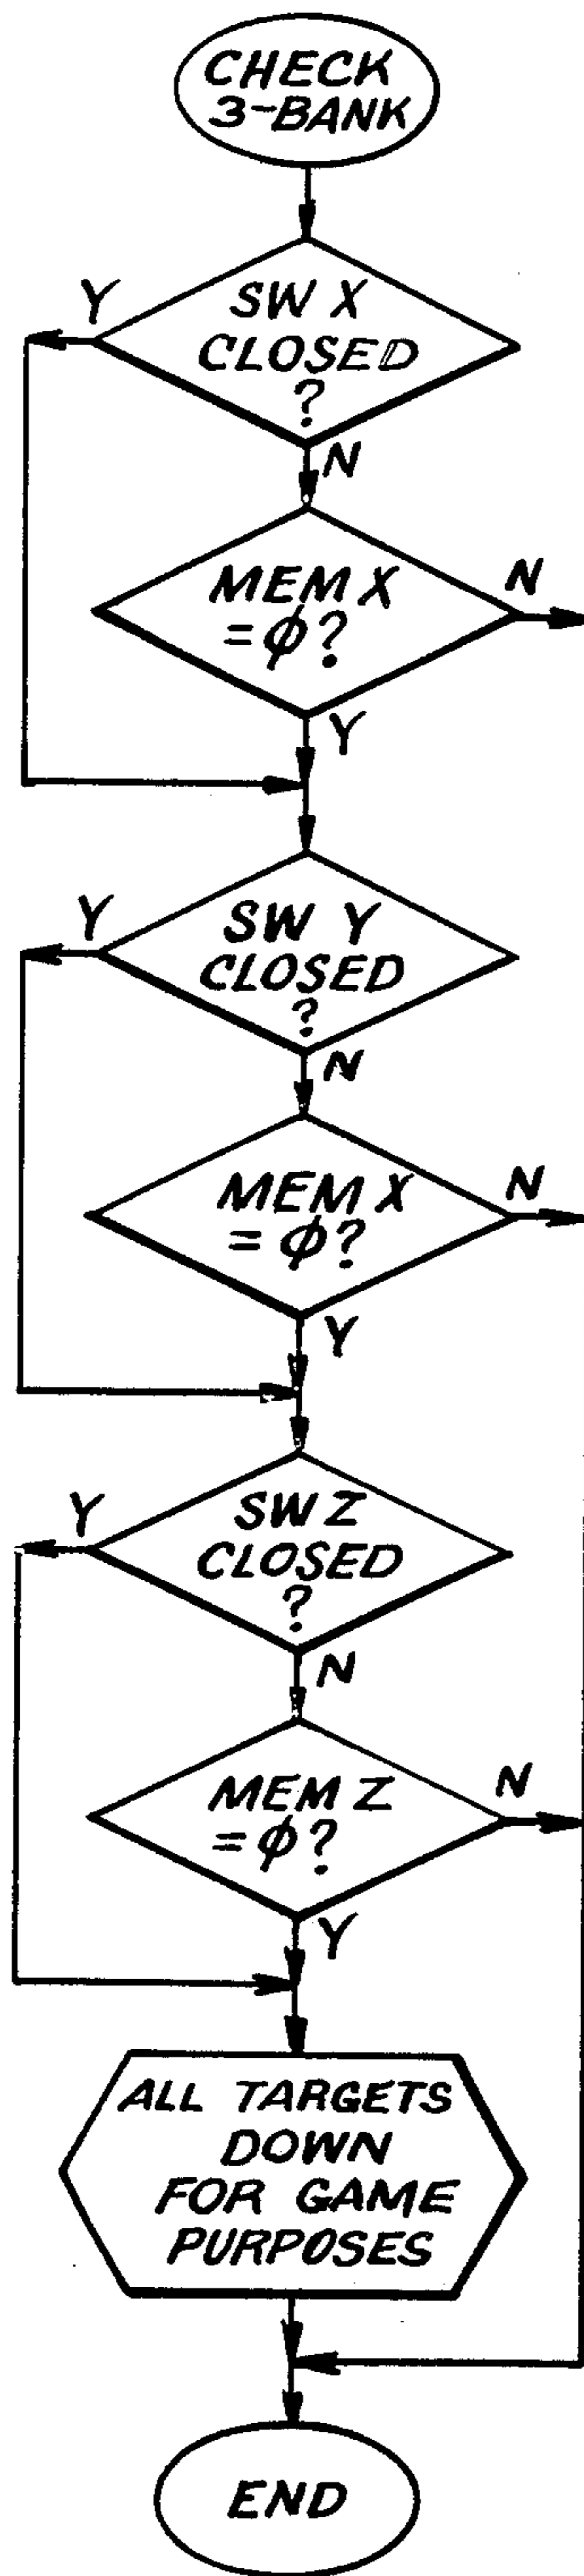 CHECK
3-BANK
Y
SW X
CLOSED
?
N
MEM X
= ϕ?
N
Y
Y
SW Y
CLOSED
?
N
MEM X
= ϕ?
N
Y
Y
SW Z
CLOSED
?
N
MEM Z
= ϕ?
N
Y
ALL TARGETS
DOWN
FOR GAME
PURPOSES
END